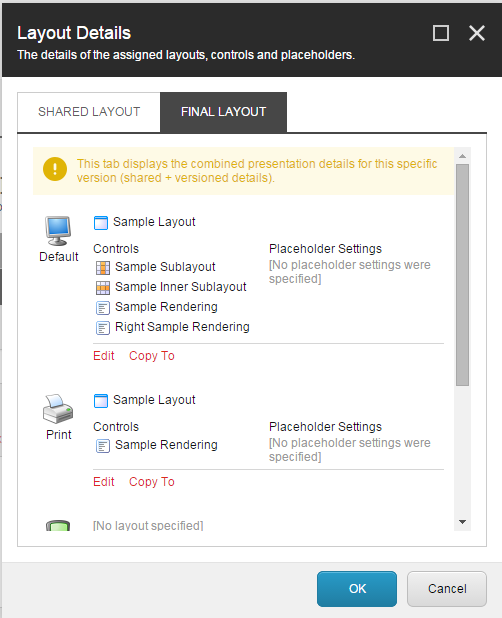 Layout Details
The details of the assigned layouts, controls and placeholders.
SHARED LAYOUT
FINAL LAYOUT
This tab displays the combined presentation details for this specific
version (shared + versioned details).
Default
Sample Layout
Controls
Sample Sublayout
Sample Inner Sublayout
Sample Rendering
Right Sample Rendering
Placeholder Settings
[No placeholder settings were
specified]
Edit
Copy To
Print
Sample Layout
Controls
Sample Rendering
Placeholder Settings
[No placeholder settings were
specified]
Edit
Copy To
[No layout specified]
OK
Cancel